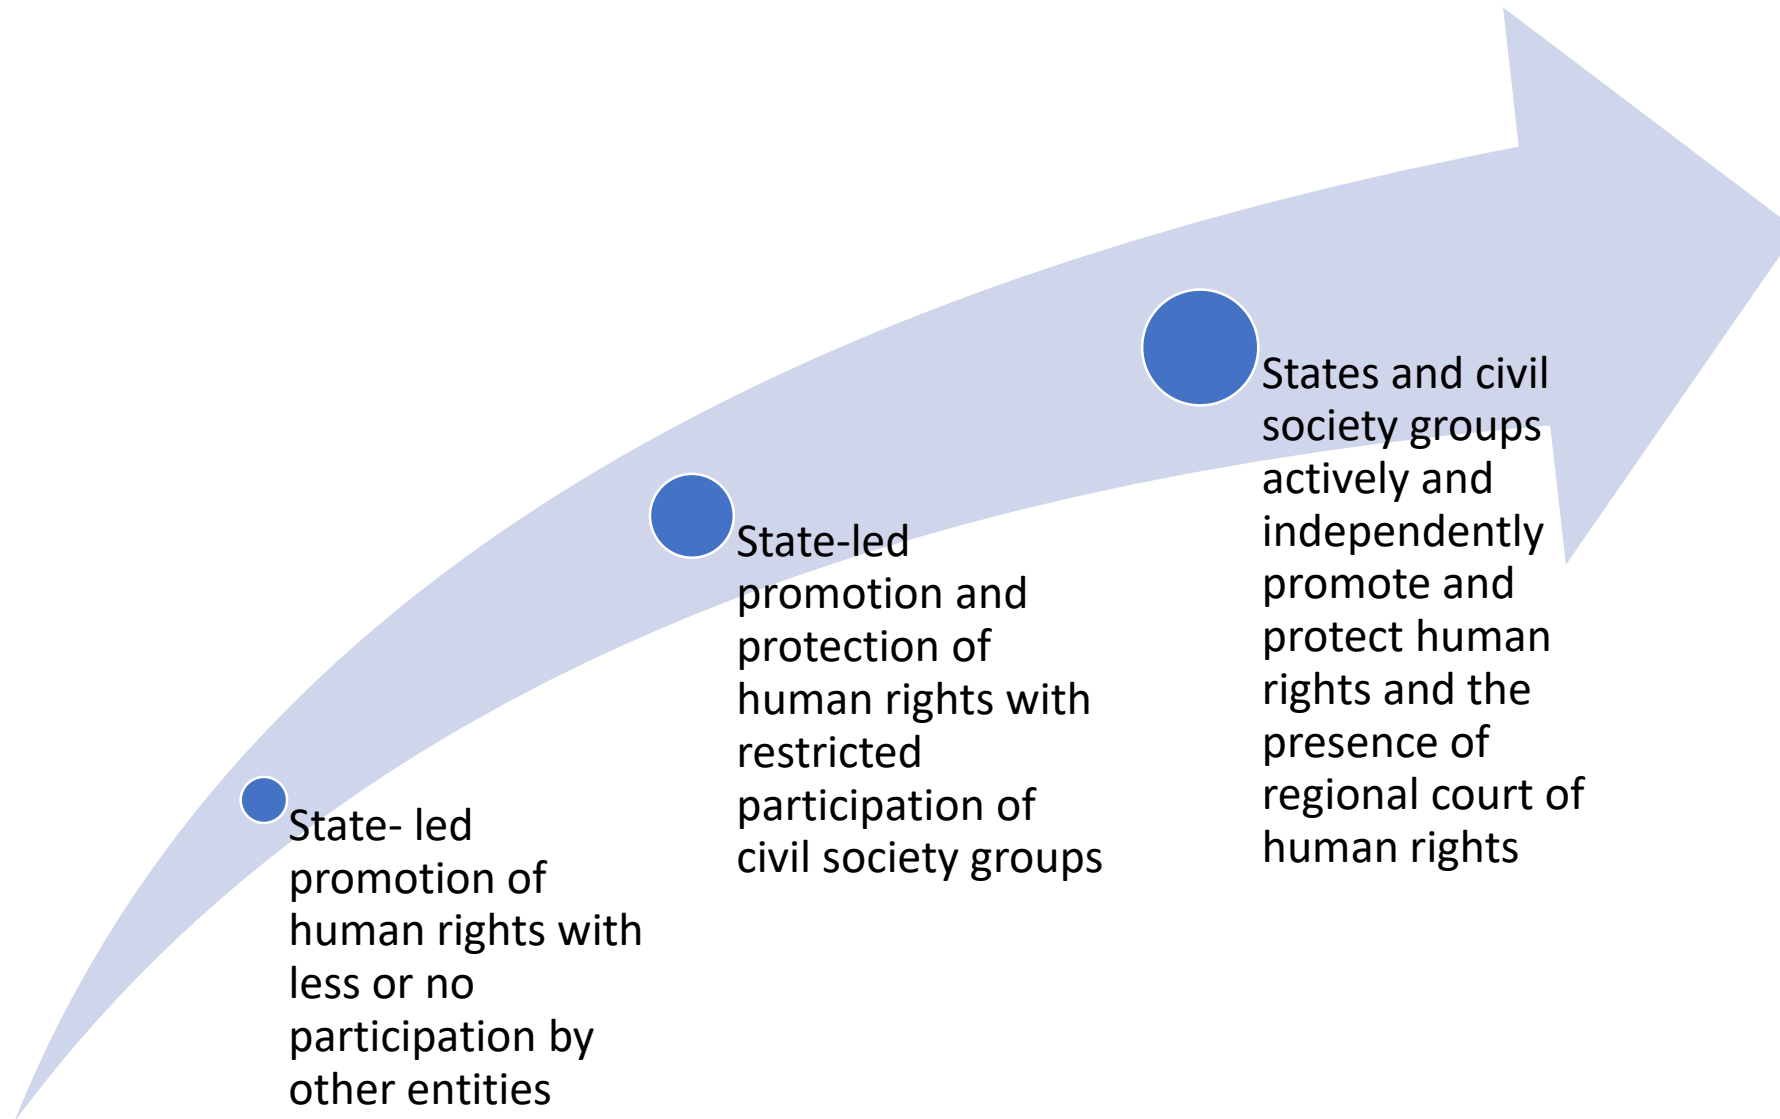 State- led
promotion of
human rights with
less or no
participation by
other entities
State-led
promotion and
protection of
human rights with
restricted
participation of
civil society groups
States and civil
society groups
actively and
independently
promote and
protect human
rights and the
presence of
regional court of
human rights